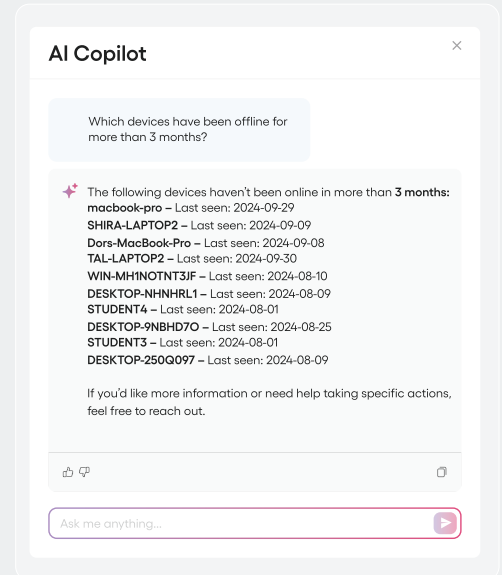 AI Copilot
Which devices have been offline for
more than 3 months?
The following devices haven't been online in more than 3 months:
macbook-pro – Last seen: 2024-09-29
SHIRA-LAPTOP2 – Last seen: 2024-09-09
Dors-MacBook-Pro – Last seen: 2024-09-08
TAL-LAPTOP2 – Last seen: 2024-09-30
WIN-MH1NOTNT3JF – Last seen: 2024-08-10
DESKTOP-NHNHRL1 – Last seen: 2024-08-09
STUDENT4 – Last seen: 2024-08-01
DESKTOP-9NBHD7O – Last seen: 2024-08-25
STUDENT3 – Last seen: 2024-08-01
DESKTOP-250Q097 – Last seen: 2024-08-09
If you'd like more information or need help taking specific actions,
feel free to reach out.
Ask me anything...